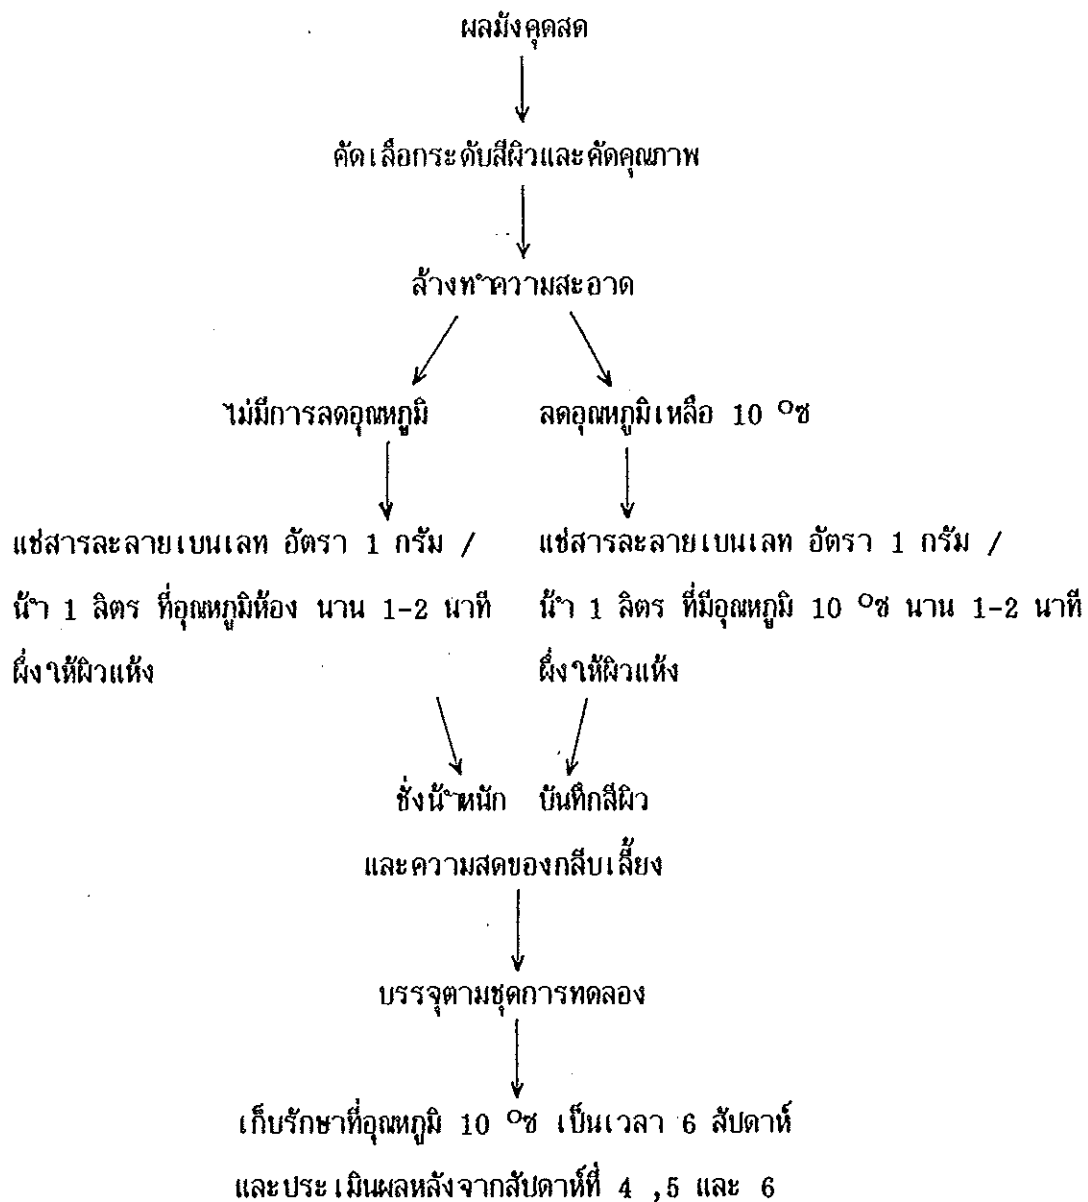 ผลมังคุดสด
คัดเลือกระดับสีผิวและคัดคุณภาพ
ล้างทำความสะอาด
ไม่มีการลดอุณหภูมิ
ลดอุณหภูมิเหลือ 10 °ซ
แช่สารละลายเบนเลท อัตรา 1 กรัม /
น้ำ 1 ลิตร ที่อุณหภูมิห้อง นาน 1-2 นาที
ผึ่งให้ผิวแห้ง
แช่สารละลายเบนเลท อัตรา 1 กรัม /
น้ำ 1 ลิตร ที่มีอุณหภูมิ 10 °ซ นาน 1-2 นาที
ผึ่งให้ผิวแห้ง
ชั่งน้ำหนัก บันทึกสีผิว
และความสดของกลีบเลี้ยง
บรรจุตามชุดการทดลอง
เก็บรักษาที่อุณหภูมิ 10 °ซ เป็นเวลา 6 สัปดาห์
และประเมินผลหลังจากสัปดาห์ที่ 4 ,5 และ 6